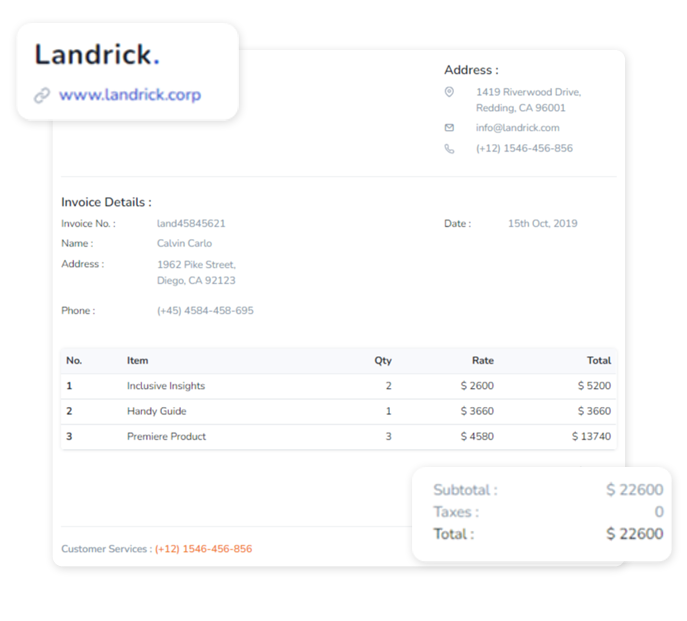 Landrick.
www.landrick.corp
Address :
1419 Riverwood Drive,
Redding, CA 96001
info@landrick.com
(+12) 1546-456-856
Invoice Details :
Invoice No. : land45845621 Date : 15th Oct, 2019
Name : Calvin Carlo
Address : 1962 Pike Street,
Diego, CA 92123
Phone : (+45) 4584-458-695
No. Item Qty Rate Total
1 Inclusive Insights 2 $ 2600 $ 5200
2 Handy Guide 1 $ 3660 $ 3660
3 Premiere Product 3 $ 4580 $ 13740
Subtotal : $ 22600
Taxes : 0
Total : $ 22600
Customer Services : (+12) 1546-456-856